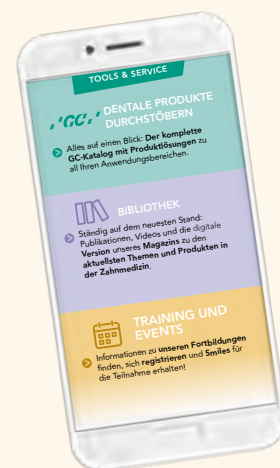 TOOLS & SERVICE
'GC' DENTALE PRODUKTE
DURCHSTÖBERN
Alles auf einen Blick: Der komplette
GC-Katalog mit Produktlösungen zu
all Ihren Anwendungsbereichen.
BIBLIOTHEK
Ständig auf dem neuesten Stand:
Publikationen, Videos und die digitale
Version unseres Magazins zu den
aktuellsten Themen und Produkten in
der Zahnmedizin.
TRAINING UND
EVENTS
Informationen zu unseren Fortbildungen
finden, sich registrieren und Smiles für
die Teilnahme erhalten!